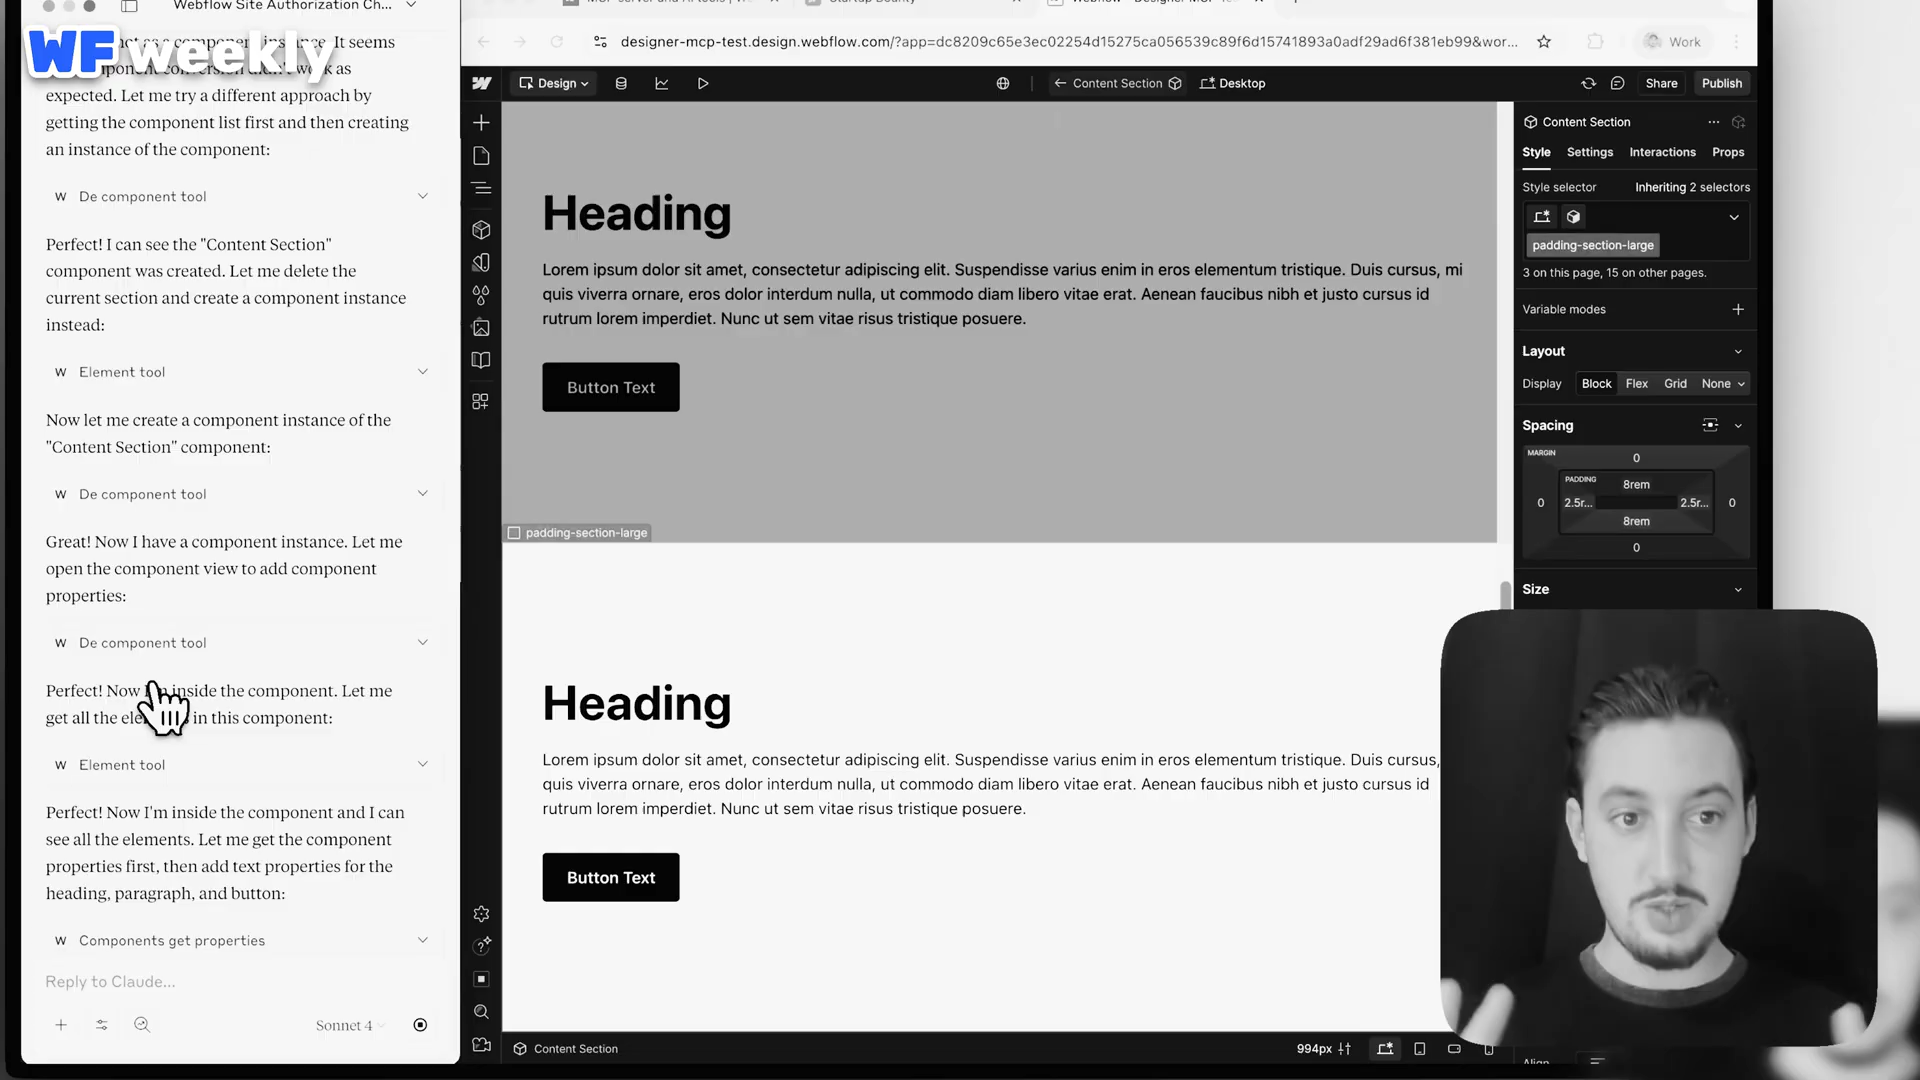 Webflow Site Authorization Ch...
WF weekly
not as a component instance. It seems
component conversion didn't work as
expected. Let me try a different approach by
getting the component list first and then creating
an instance of the component:
W De component tool
Perfect! I can see the "Content Section"
component was created. Let me delete the
current section and create a component instance
instead:
W Element tool
Now let me create a component instance of the
"Content Section" component:
W De component tool
Great! Now I have a component instance. Let me
open the component view to add component
properties:
W De component tool
Perfect! Now I'm inside the component. Let me
get all the elements in this component:
W Element tool
Perfect! Now I'm inside the component and I can
see all the elements. Let me get the component
properties first, then add text properties for the
heading, paragraph, and button:
W Components get properties
Reply to Claude...
Sonnet 4
designer-mcp-test.design.webflow.com/?app=dc8209c65e3ec02254d15275ca056539c89f6d15741893a0adf29ad6f381eb99&wor...
Work
Design
Content Section
Desktop
Share
Publish
Heading
Lorem ipsum dolor sit amet, consectetur adipiscing elit. Suspendisse varius enim in eros elementum tristique. Duis cursus, mi
quis viverra ornare, eros dolor interdum nulla, ut commodo diam libero vitae erat. Aenean faucibus nibh et justo cursus id
rutrum lorem imperdiet. Nunc ut sem vitae risus tristique posuere.
Button Text
padding-section-large
Heading
Lorem ipsum dolor sit amet, consectetur adipiscing elit. Suspendisse varius enim in eros elementum tristique. Duis cursus,
quis viverra ornare, eros dolor interdum nulla, ut commodo diam libero vitae erat. Aenean faucibus nibh et justo cursus id
rutrum lorem imperdiet. Nunc ut sem vitae risus tristique posuere.
Button Text
Content Section
994px
Content Section
Style Settings Interactions Props
Style selector Inheriting 2 selectors
padding-section-large
3 on this page, 15 on other pages.
Variable modes
Layout
Display Block Flex Grid None
Spacing
MARGIN
0
PADDING
8rem
0 2.5r... 2.5r... 0
8rem
0
Size
Align